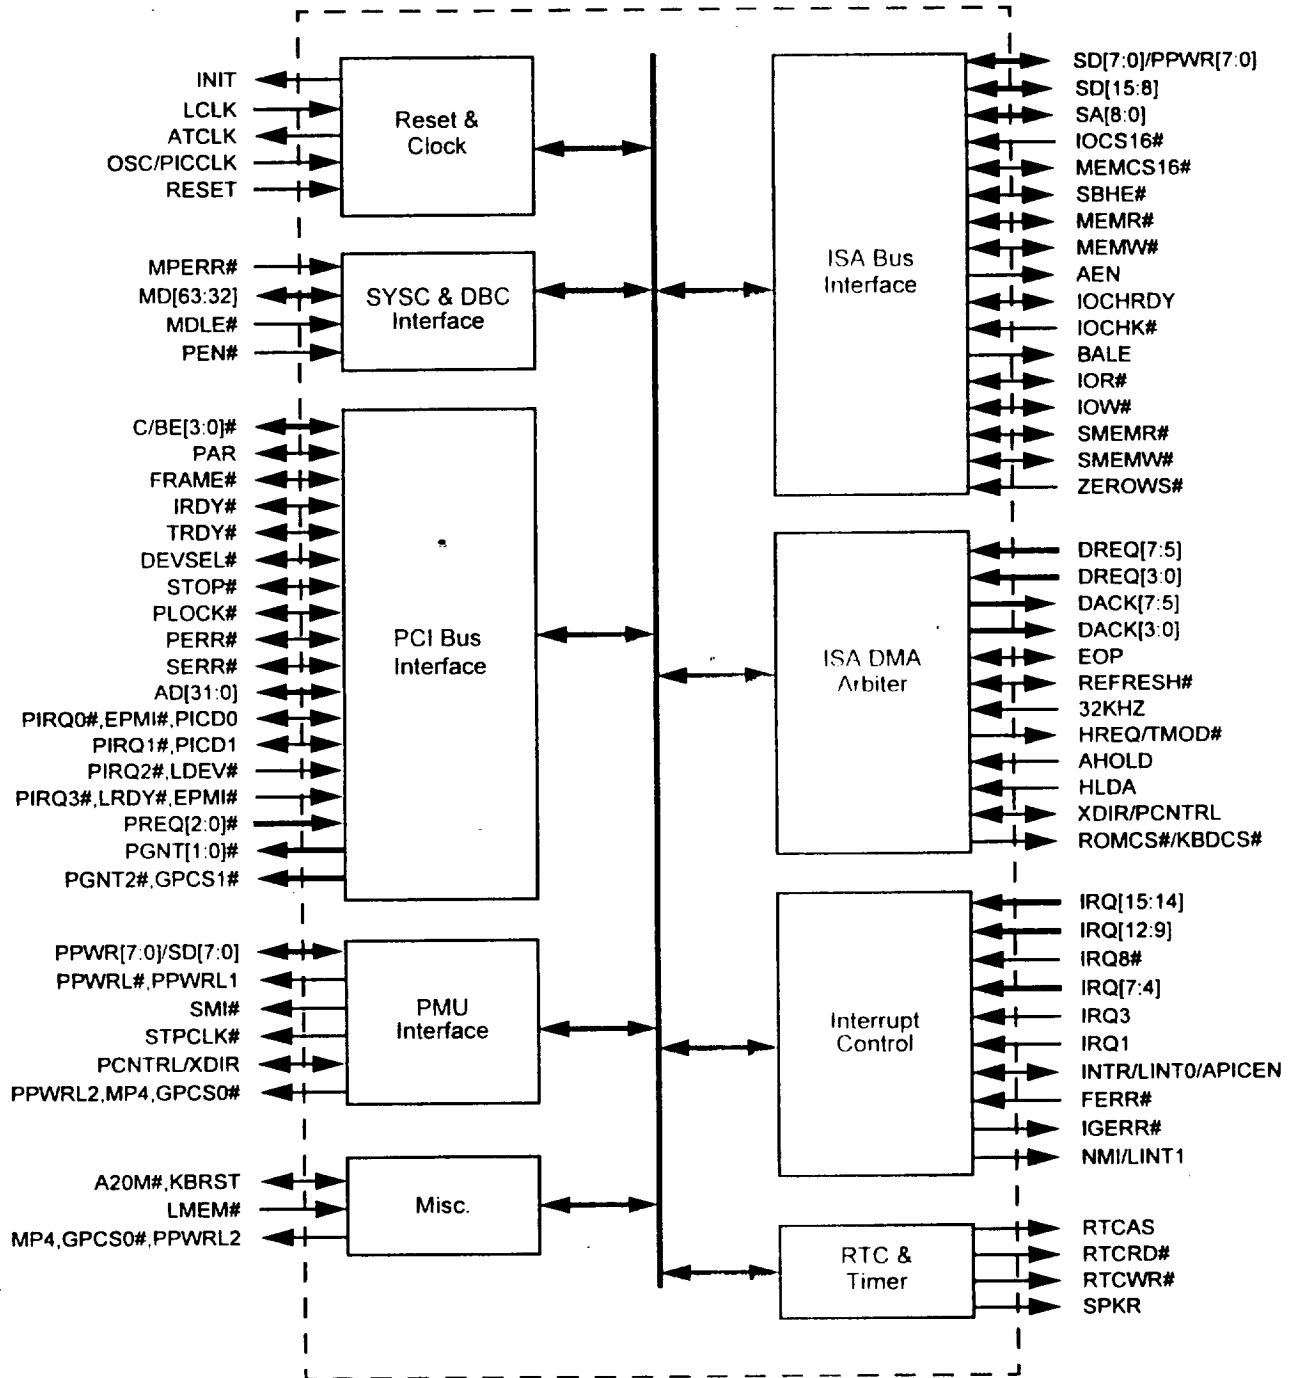 INIT
LCLK
ATCLK
OSC/PICCLK
RESET
Reset &
Clock
MPERR#
MD[63:32]
MDLE#
PEN#
SYSC & DBC
Interface
C/BE[3:0]#
PAR
FRAME#
IRDY#
TRDY#
DEVSEL#
STOP#
PLOCK#
PERR#
SERR#
AD[31:0]
PIRQ0#,EPMI#,PICD0
PIRQ1#,PICD1
PIRQ2#,LDEV#
PIRQ3#,LRDY#,EPMI#
PREQ[2:0]#
PGNT[1:0]#
PGNT2#,GPCS1#
PCI Bus
Interface
PPWR[7:0]/SD[7:0]
PPWRL#,PPWRL1
SMI#
STPCLK#
PCNTRL/XDIR
PPWRL2,MP4,GPCS0#
PMU
Interface
A20M#,KBRST
LMEM#
MP4,GPCS0#,PPWRL2
Misc.
ISA Bus
Interface
SD[7:0]/PPWR[7:0]
SD[15:8]
SA[8:0]
IOCS16#
MEMCS16#
SBHE#
MEMR#
MEMW#
AEN
IOCHRDY
IOCHK#
BALE
IOR#
IOW#
SMEMR#
SMEMW#
ZEROWS#
ISA DMA
Arbiter
DREQ[7:5]
DREQ[3:0]
DACK[7:5]
DACK[3:0]
EOP
REFRESH#
32KHZ
HREQ/TMOD#
AHOLD
HLDA
XDIR/PCNTRL
ROMCS#/KBDCS#
Interrupt
Control
IRQ[15:14]
IRQ[12:9]
IRQ8#
IRQ[7:4]
IRQ3
IRQ1
INTR/LINT0/APICEN
FERR#
IGERR#
NMI/LINT1
RTC &
Timer
RTCAS
RTCRD#
RTCWR#
SPKR